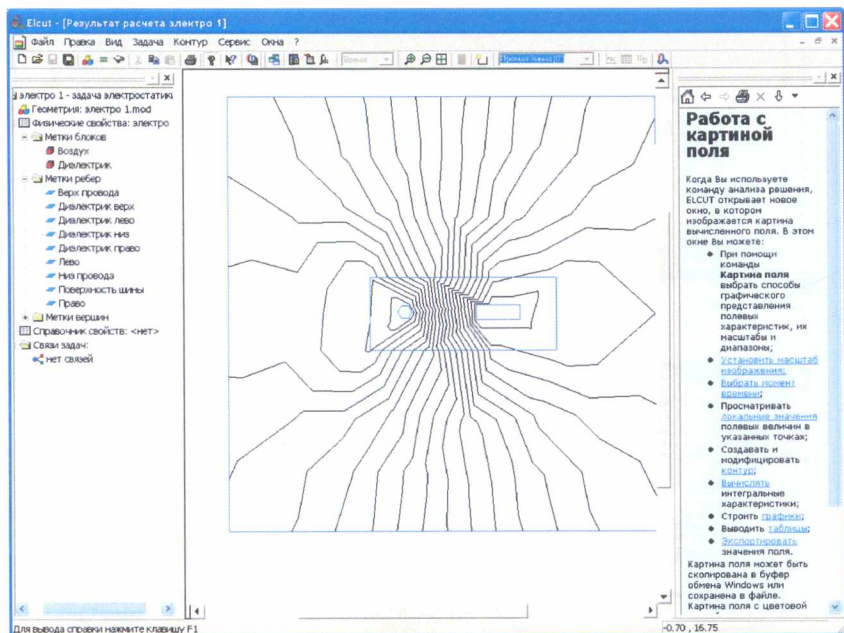 Elcut - [Результат расчета электро 1]
Файл Правка Вид Задача Контур Сервис Окна ?
Время
электро 1 - задача электростатики
Геометрия: электро 1.mod
Физические свойства: электро
Метки блоков
Воздух
Диэлектрик
Метки ребер
Верх провода
Диэлектрик верх
Диэлектрик лево
Диэлектрик низ
Диэлектрик право
Лево
Низ провода
Поверхность шины
Право
Метки вершин
Справочник свойств: <нет>
Связи задач:
нет связей
Работа с
картиной
поля
Когда Вы используете
команду анализа решения,
ELCUT открывает новое
окно, в котором
изображается картина
вычисленного поля. В этом
окне Вы можете:
При помощи
команды
Картина поля
выбрать способы
графического
представления
полевых
характеристик, их
масштабы и
диапазоны;
Установить масштаб
изображения;
Выбрать момент
времени;
Просматривать
локальные значения
полевых величин в
указанных точках;
Создавать и
модифицировать
контур;
Вычислять
интегральные
характеристики;
Строить графики;
Выводить таблицы;
Экспортировать
значения поля.
Картина поля может быть
скопирована в буфер
обмена Windows или
сохранена в файле.
Картина поля с цветовой
Для вывода справки нажмите клавишу F1
-0.70 , 16.75